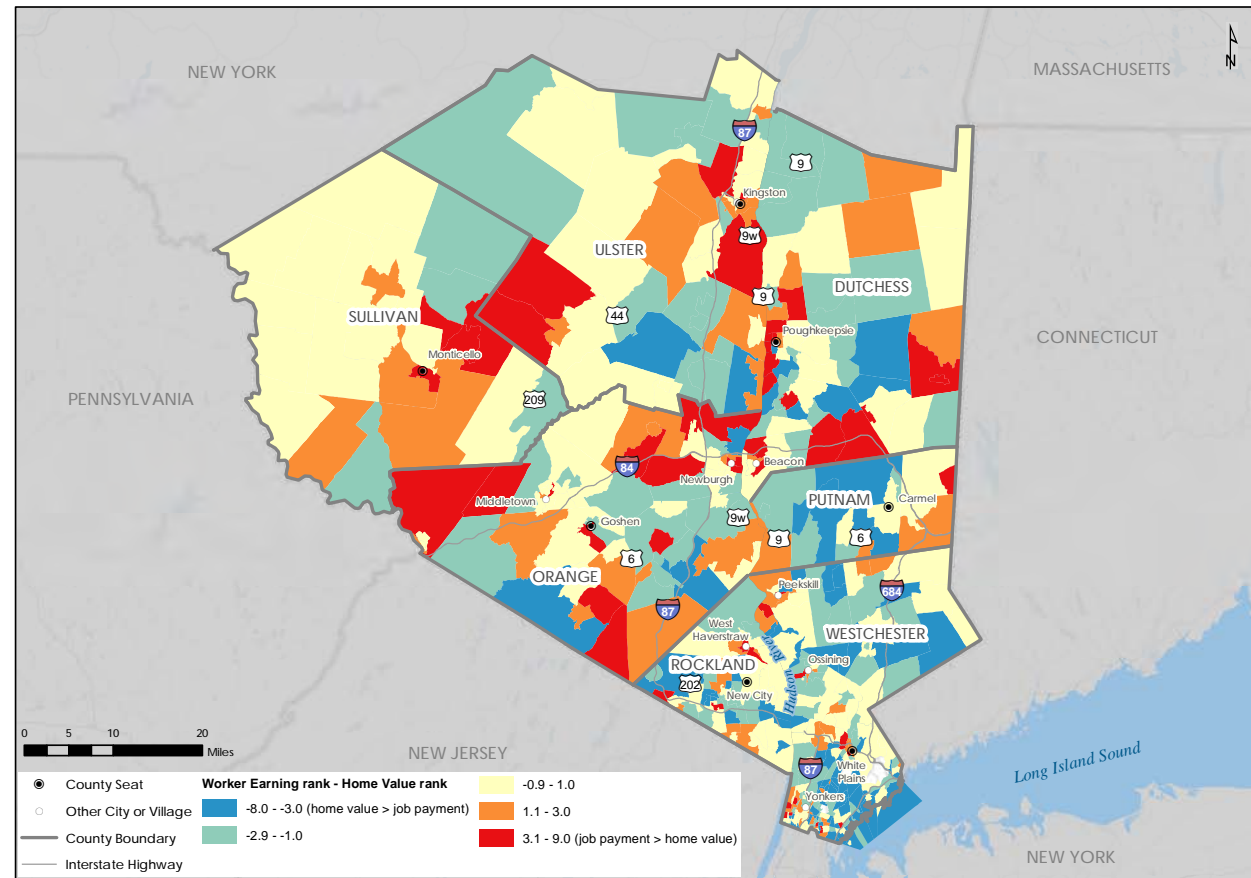 N
NEW YORK
MASSACHUSETTS
87
9
Kingston
9w
ULSTER
DUTCHESS
9
44
SULLIVAN
Poughkeepsie
CONNECTICUT
Monticello
PENNSYLVANIA
209
84
Beacon
Newburgh
Middletown
PUTNAM
Carmel
9w
Goshen
9
6
6
ORANGE
Peekskill
684
87
West
Haverstraw
WESTCHESTER
Hudson River
ROCKLAND
Ossining
202
New City
0 5 10 20
Miles
NEW JERSEY
White
Plains
87
Long Island Sound
Yonkers
NEW YORK
County Seat
Other City or Village
County Boundary
Interstate Highway
Worker Earning rank - Home Value rank
-8.0 - -3.0 (home value > job payment)
-2.9 - -1.0
-0.9 - 1.0
1.1 - 3.0
3.1 - 9.0 (job payment > home value)